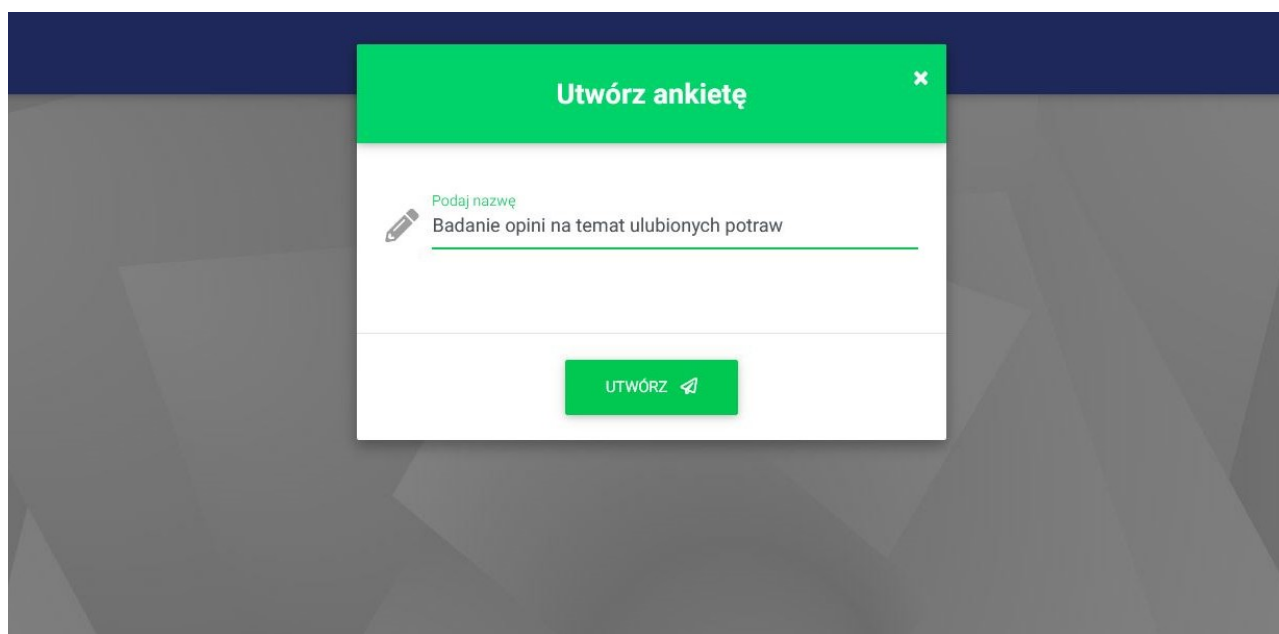 Utwórz ankietę
Podaj nazwę
Badanie opini na temat ulubionych potraw
UTWÓRZ